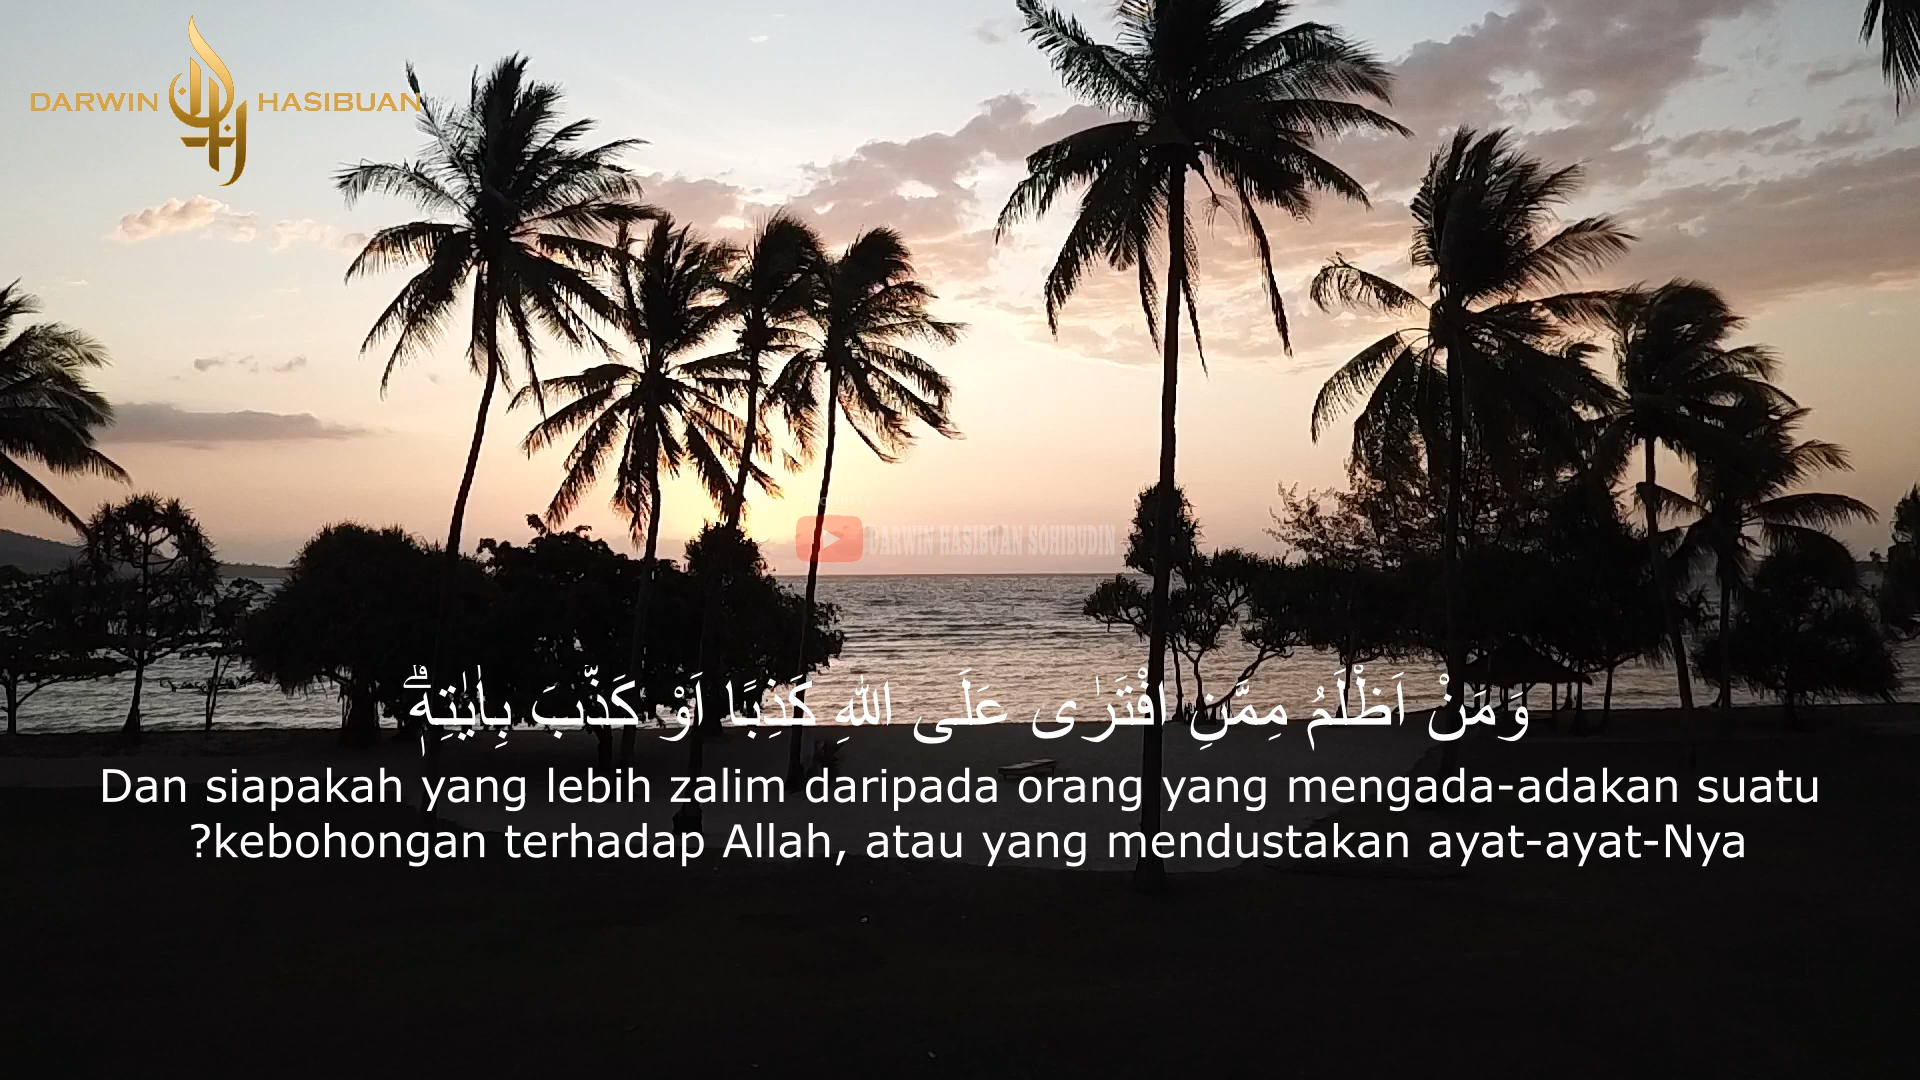 DARWIN HASIBUAN
DARWIN HASIBUAN SOHIBUDIN
وَمَنْ اَظْلَمُ مِمَّنِ افْتَرٰى عَلَى اللهِ كَذِبًا اَوْ كَذَّبَ بِاٰيٰتِهٖۗ
Dan siapakah yang lebih zalim daripada orang yang mengada-adakan suatu
?kebohongan terhadap Allah, atau yang mendustakan ayat-ayat-Nya